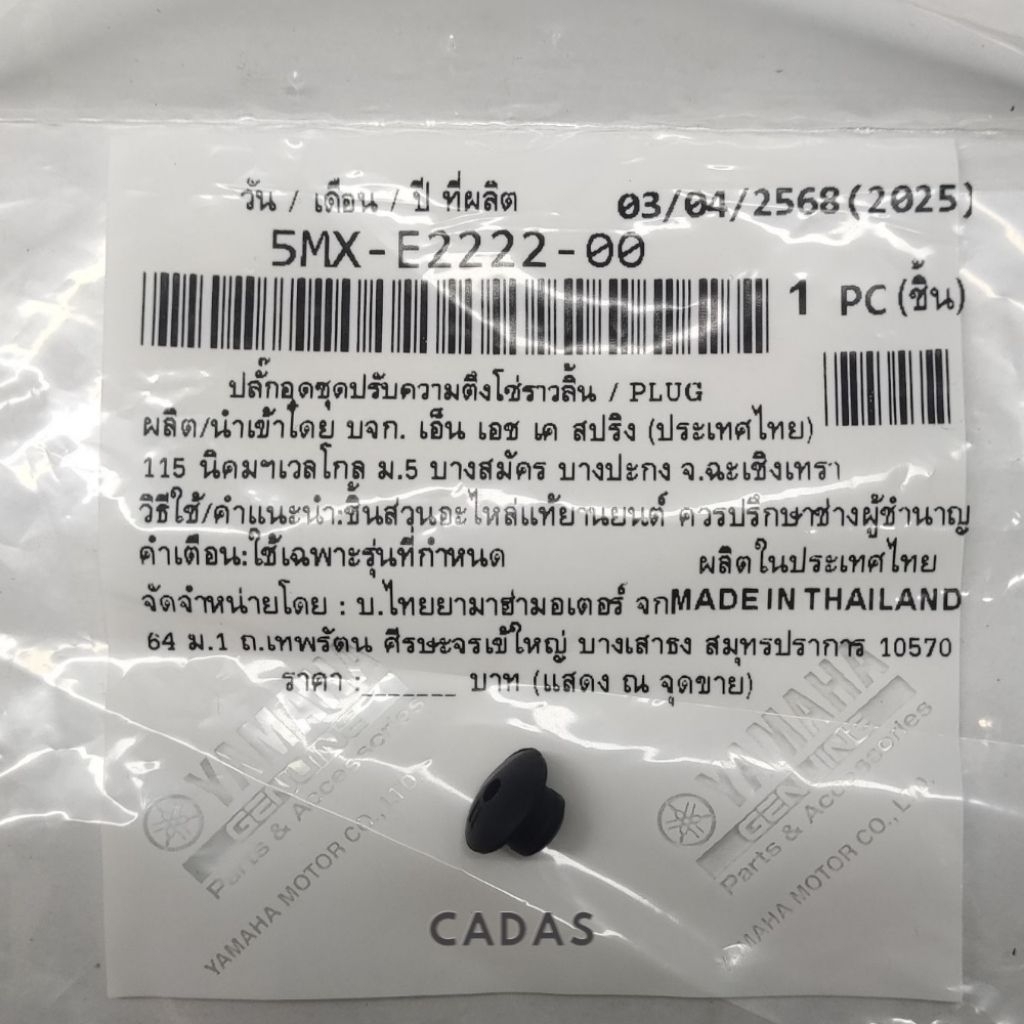 วัน / เดือน / ปี ที่ผลิต 03/04/2568(2025)
5MX-E2222-00
1 PC (ชิ้น)
ปลั๊กอุดชุดปรับความตึงโซ่ราวลิ้น / PLUG
ผลิต/นำเข้าโดย บจก. เอ็น เอช เค สปริง (ประเทศไทย)
115 นิคมฯเวลโกล ม.5 บางสมัคร บางปะกง จ.ฉะเชิงเทรา
วิธีใช้/คำแนะนำ:ชิ้นส่วนอะไหล่แท้ยานยนต์ ควรปรึกษาช่างผู้ชำนาญ
คำเตือน:ใช้เฉพาะรุ่นที่กำหนด ผลิตในประเทศไทย
จัดจำหน่ายโดย : บ.ไทยยามาฮ่ามอเตอร์ จก MADE IN THAILAND
64 ม.1 ถ.เทพรัตน ศีรษะจรเข้ใหญ่ บางเสาธง สมุทรปราการ 10570
ราคา :_______ บาท (แสดง ณ จุดขาย)
YAMAHA
GENUINE
Parts & Accessories
YAMAHA MOTOR CO., LTD.
YAMAHA
GENUINE
Parts & Accessories
YAMAHA MOTOR CO., LTD.
CADAS